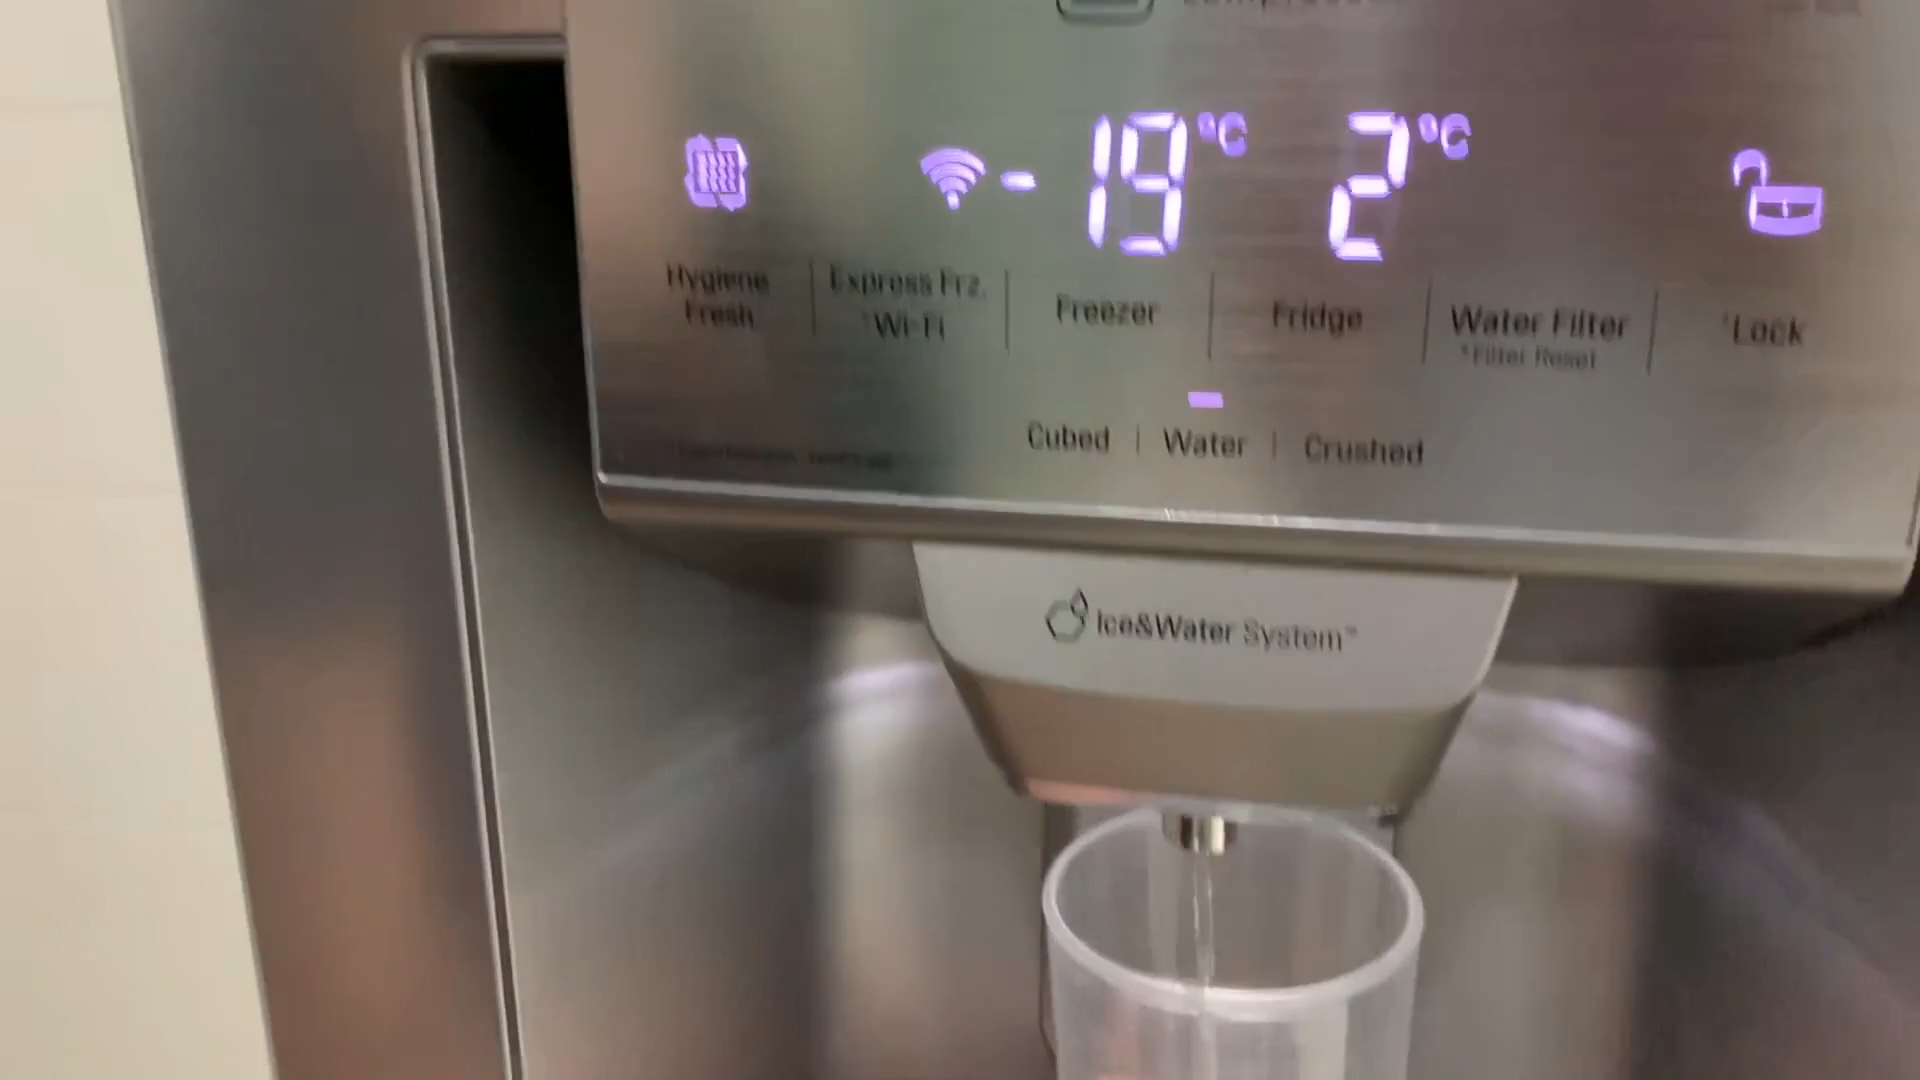 -19°C 2°C
Hygiene Fresh
Express Frz.
*Wi-Fi
Freezer
Fridge
Water Filter
*Filter Reset
*Lock
Cubed | Water | Crushed
Ice&Water System™